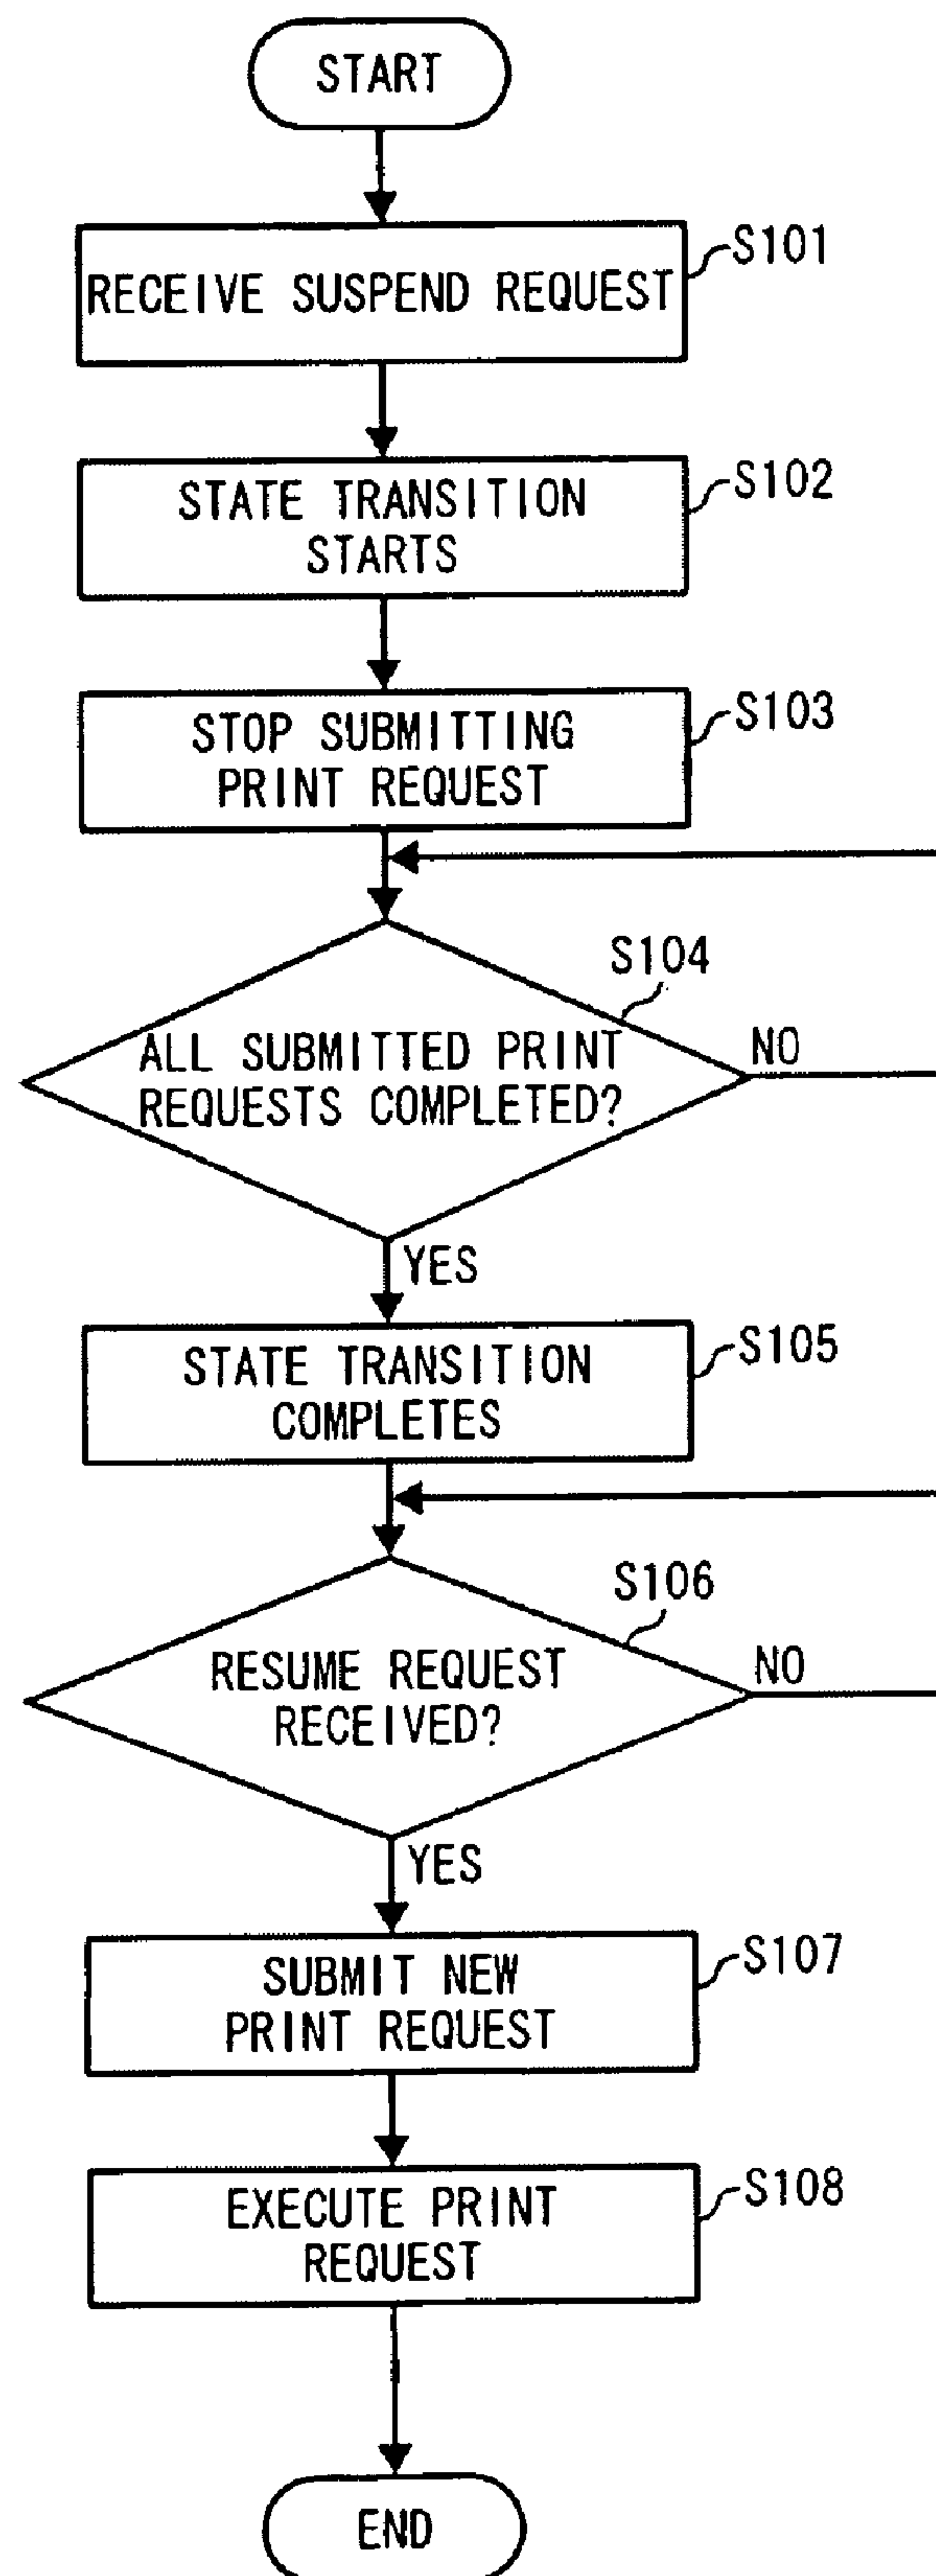 START
RECEIVE SUSPEND REQUEST
S101
STATE TRANSITION
STARTS
S102
STOP SUBMITTING
PRINT REQUEST
S103
S104
ALL SUBMITTED PRINT
REQUESTS COMPLETED?
NO
YES
STATE TRANSITION
COMPLETES
S105
S106
RESUME REQUEST
RECEIVED?
NO
YES
SUBMIT NEW
PRINT REQUEST
S107
EXECUTE PRINT
REQUEST
S108
END